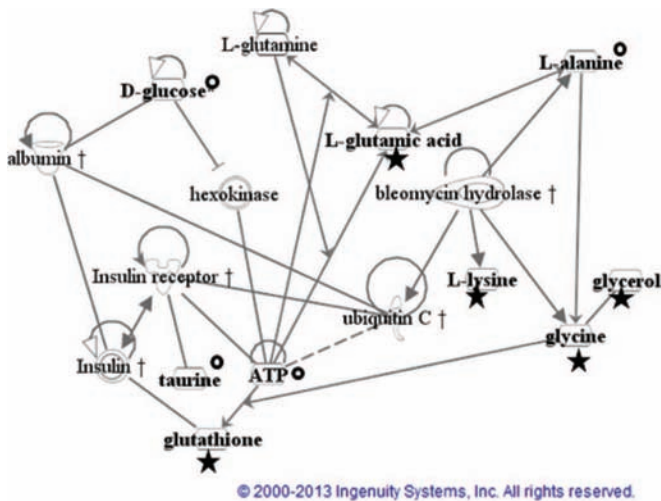 L-glutamine
L-alanine
D-glucose*
L-glutamic acid
albumin †
hexokinase
bleomycin hydrolase †
Insulin receptor †
L-lysine
glycerol
ubiquitin C †
glycine
Insulin †
taurine
ATP
glutathione
© 2000-2013 Ingenuity Systems, Inc. All rights reserved.